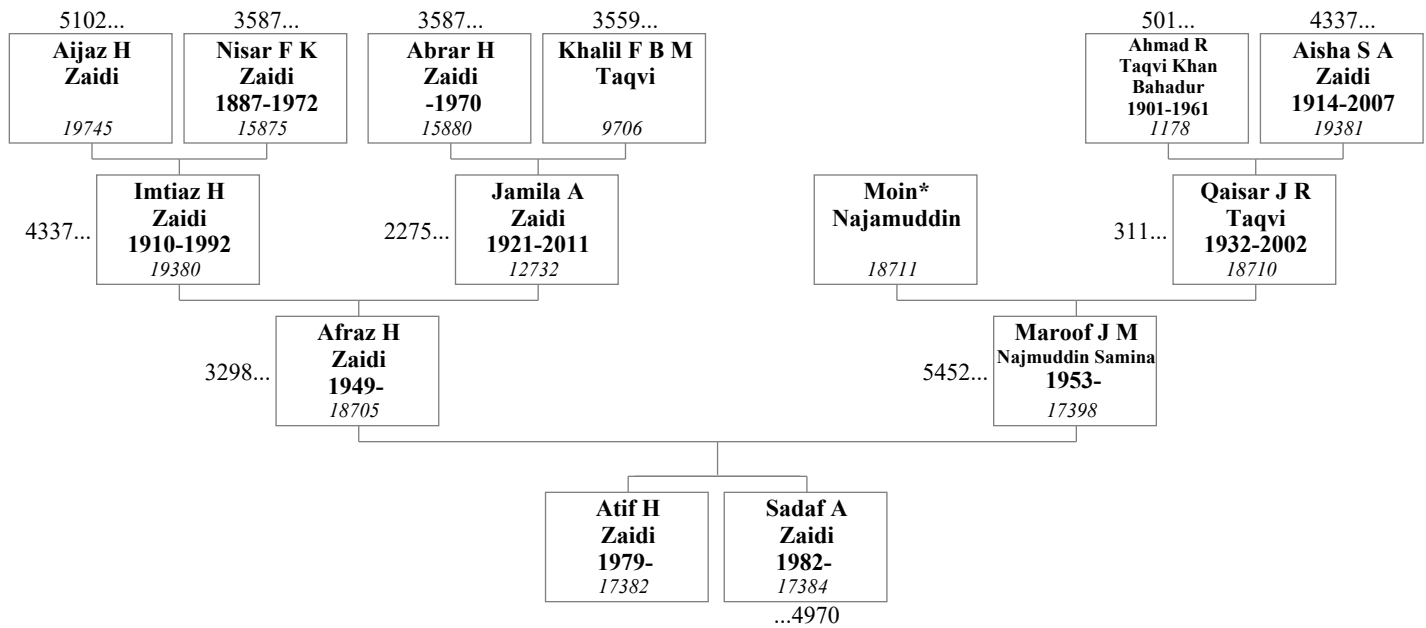 5102...
Aijaz H
Zaidi
19745
3587...
Nisar F K
Zaidi
1887-1972
15875
3587...
Abrar H
Zaidi
-1970
15880
3559...
Khalil F B M
Taqvi
9706
501...
Ahmad R
Taqvi Khan
Bahadur
1901-1961
1178
4337...
Aisha S A
Zaidi
1914-2007
19381
4337...
Imtiaz H
Zaidi
1910-1992
19380
2275...
Jamila A
Zaidi
1921-2011
12732
Moin*
Najamuddin
18711
311...
Qaisar J R
Taqvi
1932-2002
18710
3298...
Afraz H
Zaidi
1949-
18705
5452...
Maroof J M
Najmuddin Samina
1953-
17398
Atif H
Zaidi
1979-
17382
Sadaf A
Zaidi
1982-
17384
...4970